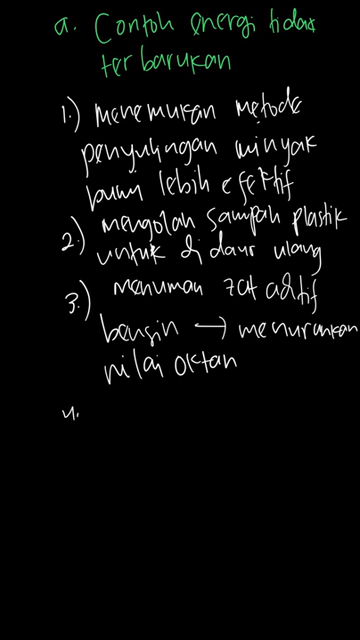 a. Contoh energi tidak
terbarukan
1.) menemukan metode
penyulingan minyak
bumi lebih efektif
2.) mengolah sampah plastik
untuk di daur ulang
3.) menuman zat aditif
bensin → menurunkan
nilai oktan
4.